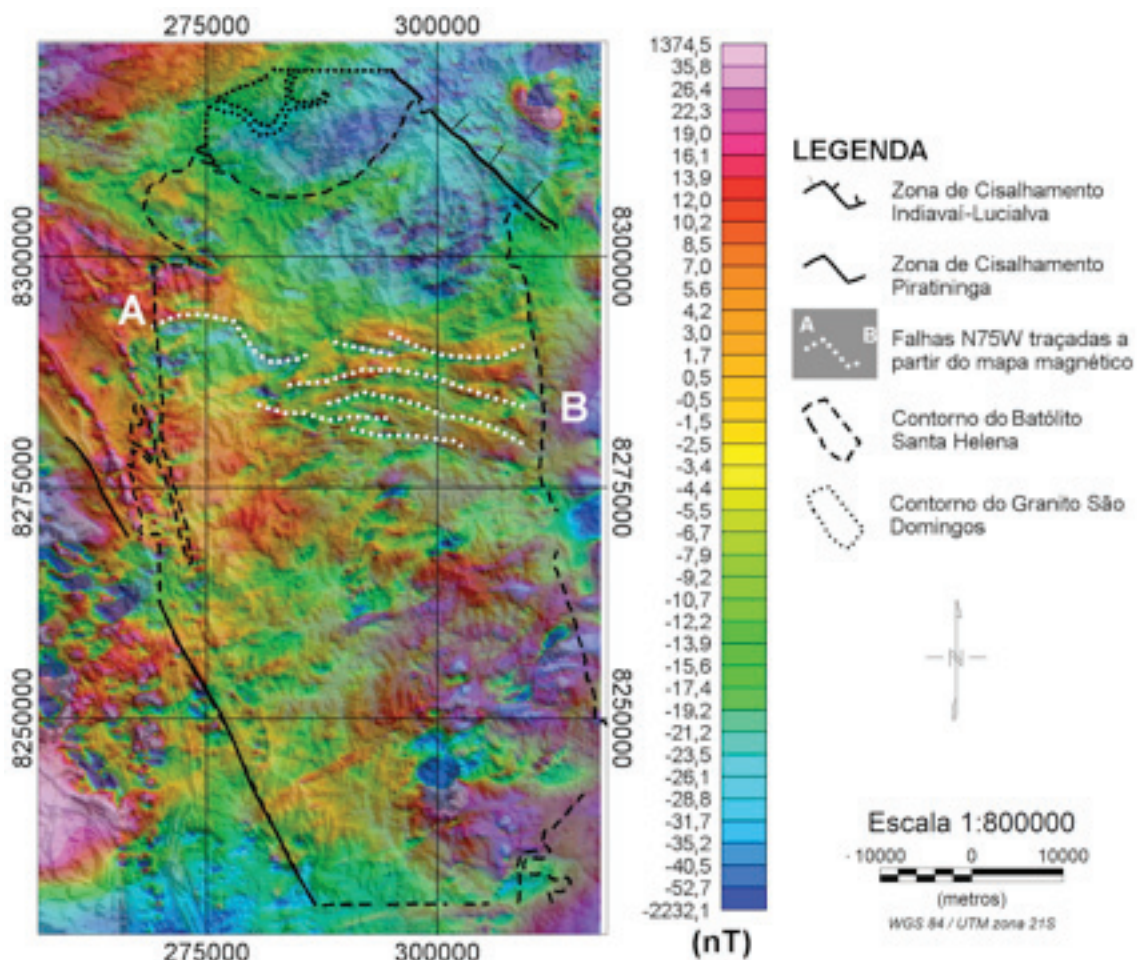 275000
300000
8300000
8275000
8250000
A
B
8300000
8275000
8250000
275000
300000
1374,5
35,8
26,4
22,3
19,0
16,1
13,9
12,0
10,2
8,5
7,0
5,6
4,2
3,0
1,7
0,5
-0,5
-1,5
-2,5
-3,4
-4,4
-5,5
-6,7
-7,9
-9,2
-10,7
-12,2
-13,9
-15,6
-17,4
-19,2
-21,2
-23,5
-26,1
-28,8
-31,7
-35,2
-40,5
-52,7
-2232,1
(nT)
LEGENDA
Zona de Cisalhamento
Indiavaí-Lucialva
Zona de Cisalhamento
Piratininga
A
B
Falhas N75W traçadas a
partir do mapa magnético
Contorno do Batólito
Santa Helena
Contorno do Granito São
Domingos
N
Escala 1:800000
-10000 0 10000
(metros)
WGS 84 / UTM zona 21S